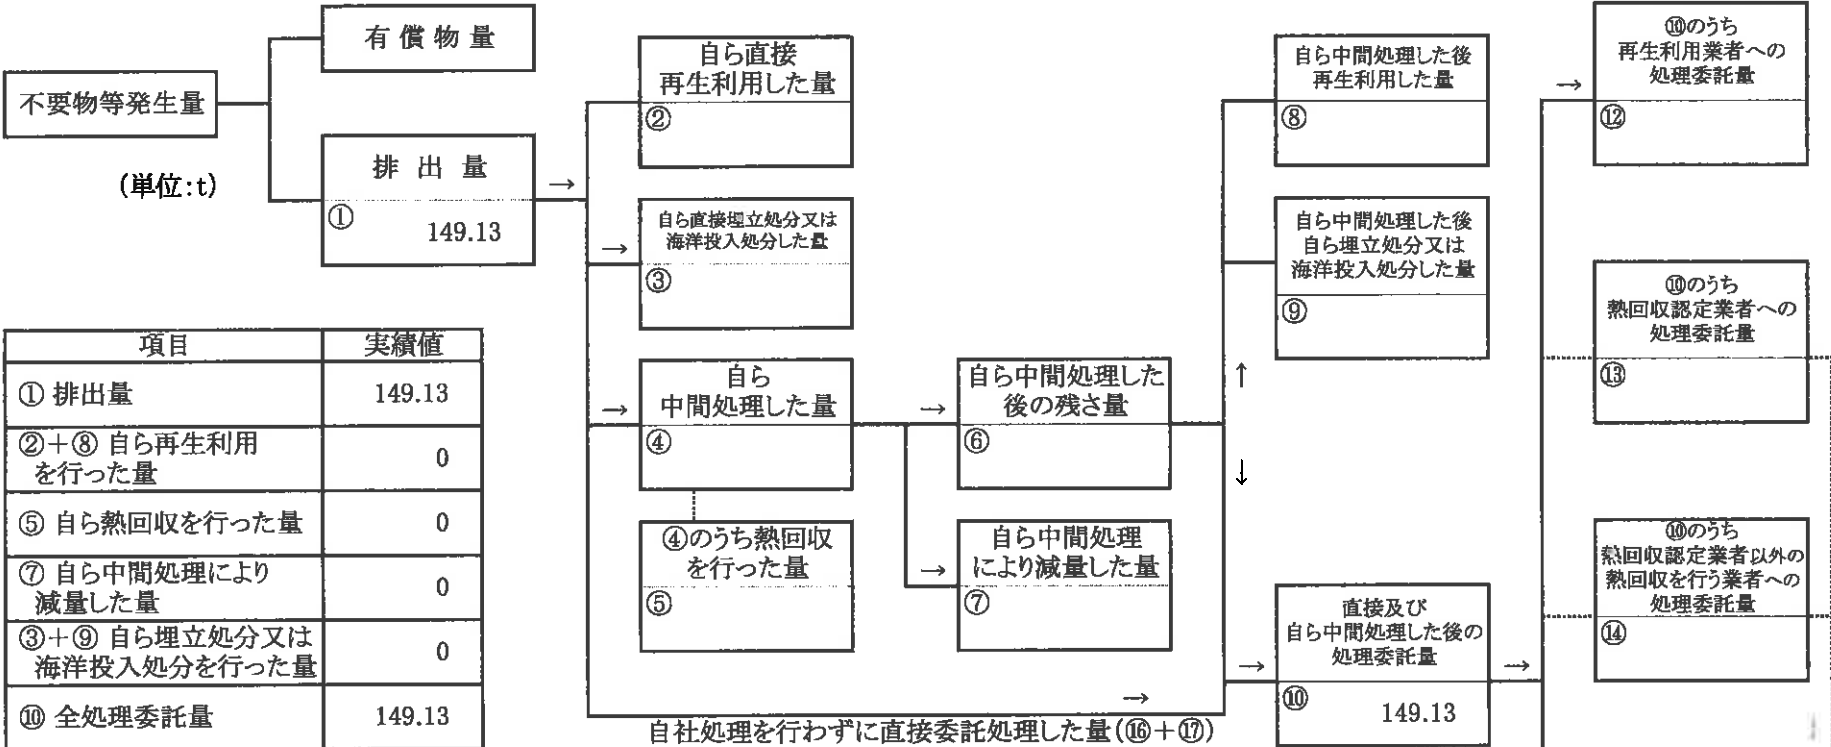 不要物等発生量
(単位:t)
有償物量
排出量
①
149.13
自ら直接
再生利用した量
②
自ら直接埋立処分又は
海洋投入処分した量
③
自ら
中間処理した量
④
④のうち熱回収
を行った量
⑤
自ら中間処理した
後の残さ量
⑥
自ら中間処理
により減量した量
⑦
自ら中間処理した後
再生利用した量
⑧
自ら中間処理した後
自ら埋立処分又は
海洋投入処分した量
⑨
直接及び
自ら中間処理した後の
処理委託量
⑩
149.13
自社処理を行わずに直接委託処理した量(⑯+⑰)
⑩のうち
再生利用業者への
処理委託量
⑫
⑩のうち
熱回収認定業者への
処理委託量
⑬
⑩のうち
熱回収認定業者以外の
熱回収を行う業者への
処理委託量
⑭
項目 実績値
① 排出量 149.13
②+⑧ 自ら再生利用
を行った量 0
⑤ 自ら熱回収を行った量 0
⑦ 自ら中間処理により
減量した量 0
③+⑨ 自ら埋立処分又は
海洋投入処分を行った量 0
⑩ 全処理委託量 149.13